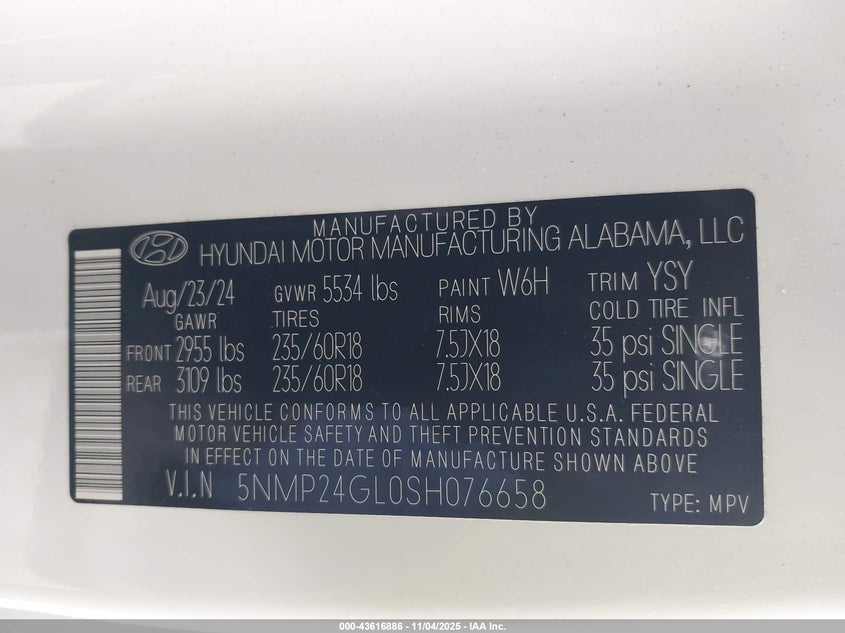 MANUFACTURED BY
HYUNDAI MOTOR MANUFACTURING ALABAMA, LLC
Aug/23/24 GVWR 5534 lbs PAINT W6H TRIM YSY
GAWR TIRES RIMS COLD TIRE INFL
FRONT 2955 lbs 235/60R18 7.5JX18 35 psi SINGLE
REAR 3109 lbs 235/60R18 7.5JX18 35 psi SINGLE
THIS VEHICLE CONFORMS TO ALL APPLICABLE U.S.A. FEDERAL
MOTOR VEHICLE SAFETY AND THEFT PREVENTION STANDARDS
IN EFFECT ON THE DATE OF MANUFACTURE SHOWN ABOVE.
V.I.N 5NMP24GL0SH076658 TYPE: MPV
000-43616886 - 11/04/2025 - IAA Inc.